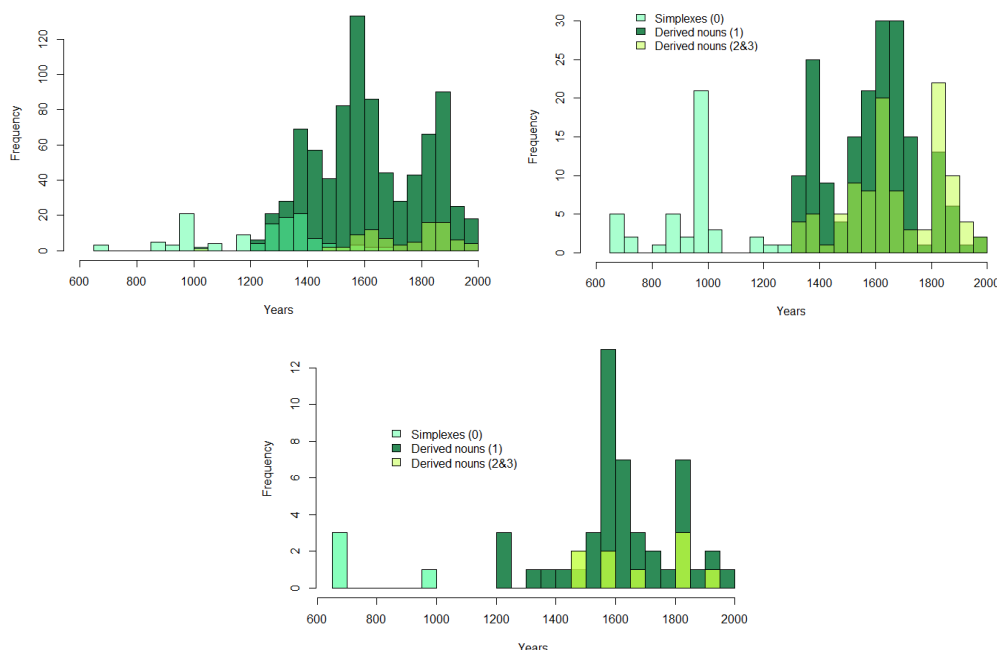 Frequency
0 20 40 60 80 100 120
600 800 1000 1200 1400 1600 1800 2000
Years
Simplexes (0)
Derived nouns (1)
Derived nouns (2&3)
Frequency
0 5 10 15 20 25 30
600 800 1000 1200 1400 1600 1800 2000
Years
Simplexes (0)
Derived nouns (1)
Derived nouns (2&3)
Frequency
0 2 4 6 8 10 12
600 800 1000 1200 1400 1600 1800 2000
Years